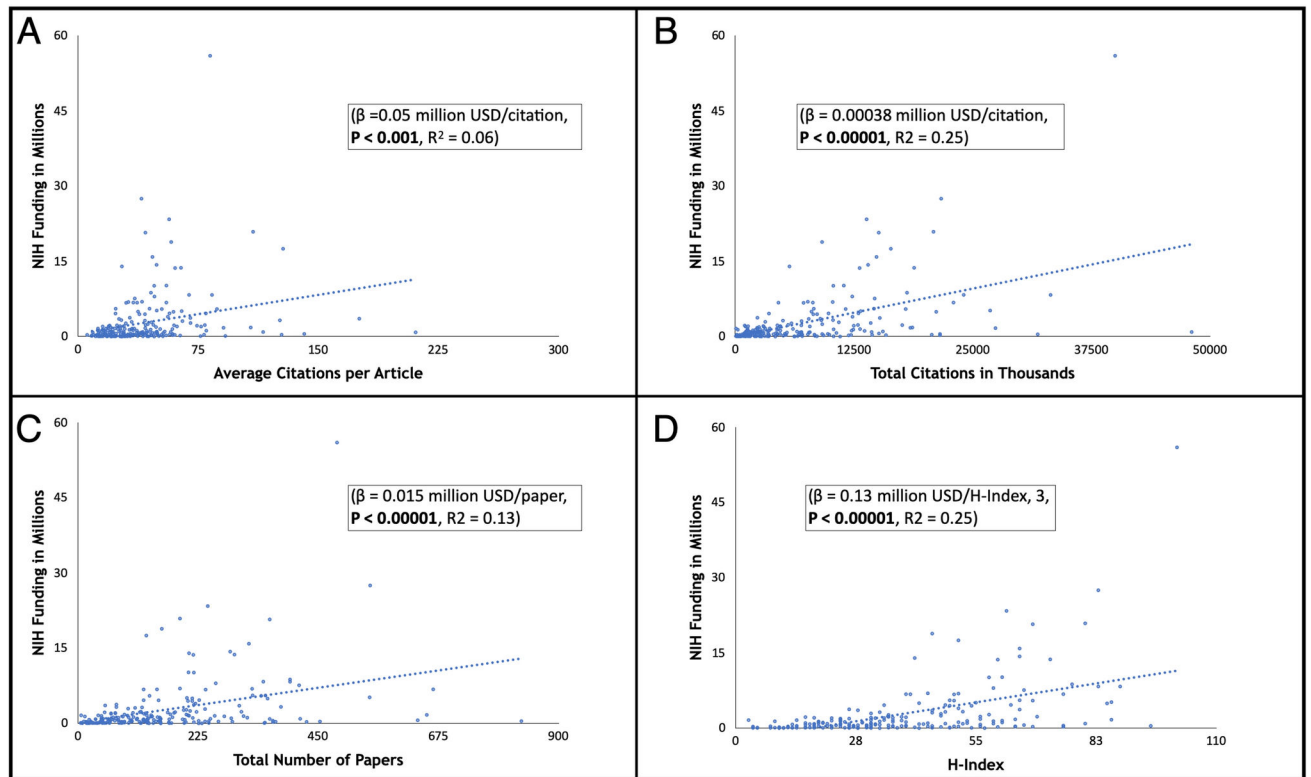 A
60
45
30
15
0
NIH Funding in Millions
(β =0.05 million USD/citation,
P < 0.001, R² = 0.06)
0 75 150 225 300
Average Citations per Article
B
60
45
30
15
0
NIH Funding in Millions
(β = 0.00038 million USD/citation,
P < 0.00001, R2 = 0.25)
0 12500 25000 37500 50000
Total Citations in Thousands
C
60
45
30
15
0
NIH Funding in Millions
(β = 0.015 million USD/paper,
P < 0.00001, R2 = 0.13)
0 225 450 675 900
Total Number of Papers
D
60
45
30
15
0
NIH Funding in Millions
(β = 0.13 million USD/H-Index, 3,
P < 0.00001, R2 = 0.25)
0 28 55 83 110
H-Index